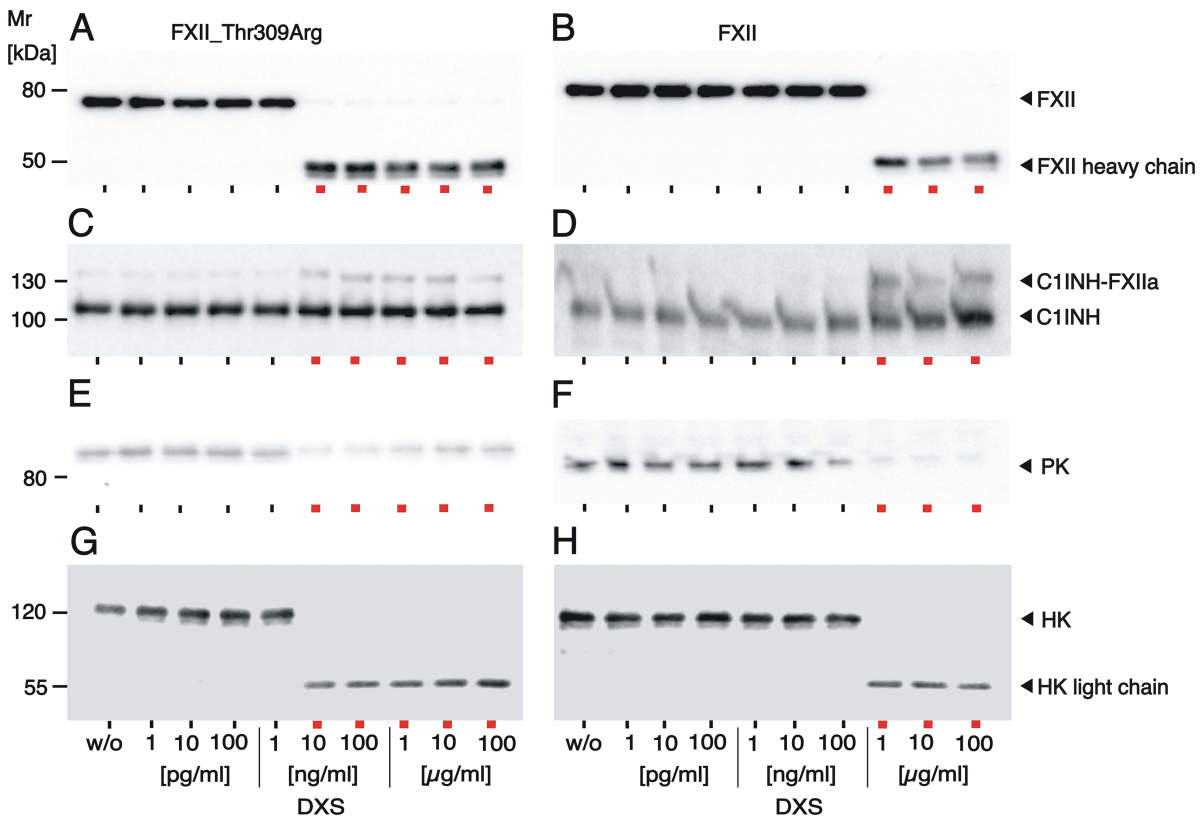 Mr
[kDa]
A FXII_Thr309Arg
B FXII
80
50
◄FXII
◄FXII heavy chain
C
D
130
100
◄C1INH-FXIIa
◄C1INH
E
F
80
◄ PK
G
H
120
55
◄ HK
◄HK light chain
w/o 1 10 100 1 10 100 1 10 100
[pg/ml] [ng/ml] [µg/ml]
DXS
w/o 1 10 100 1 10 100 1 10 100
[pg/ml] [ng/ml] [µg/ml]
DXS